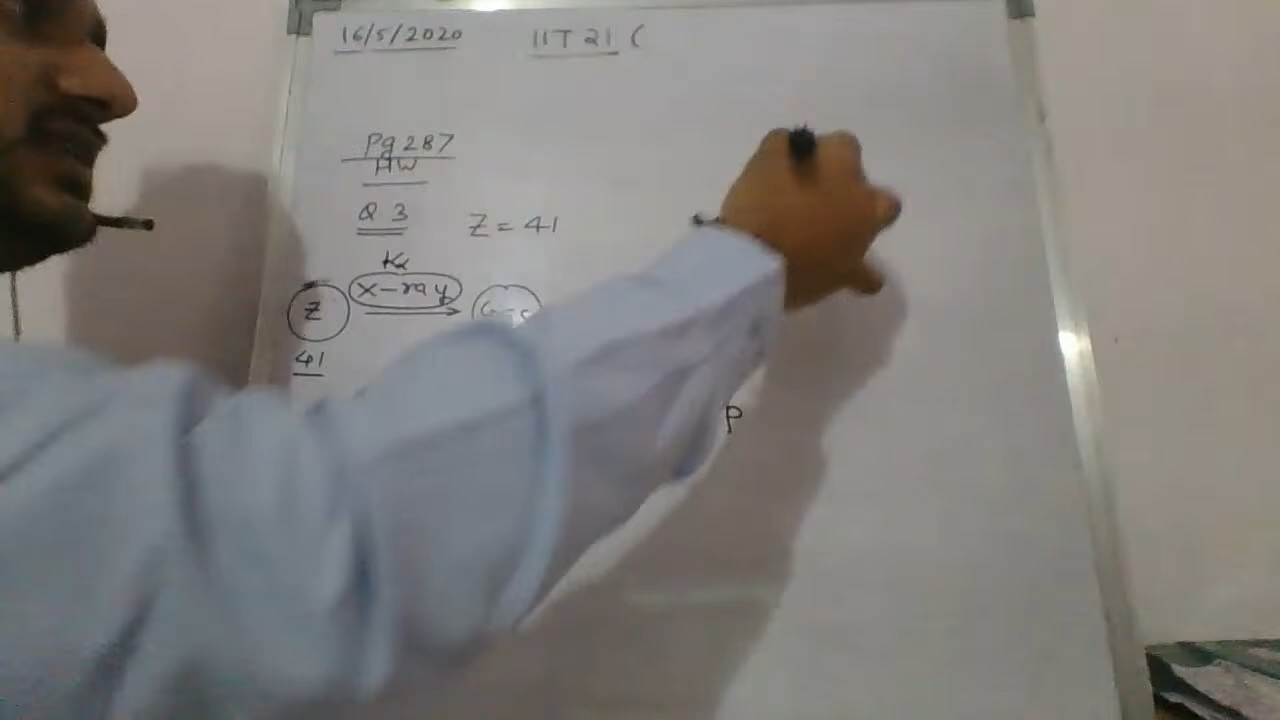 16/5/2020 IIT 21 (
Pg 287
HW
Q 3 Z = 41
Kα
Z X-ray
41
P